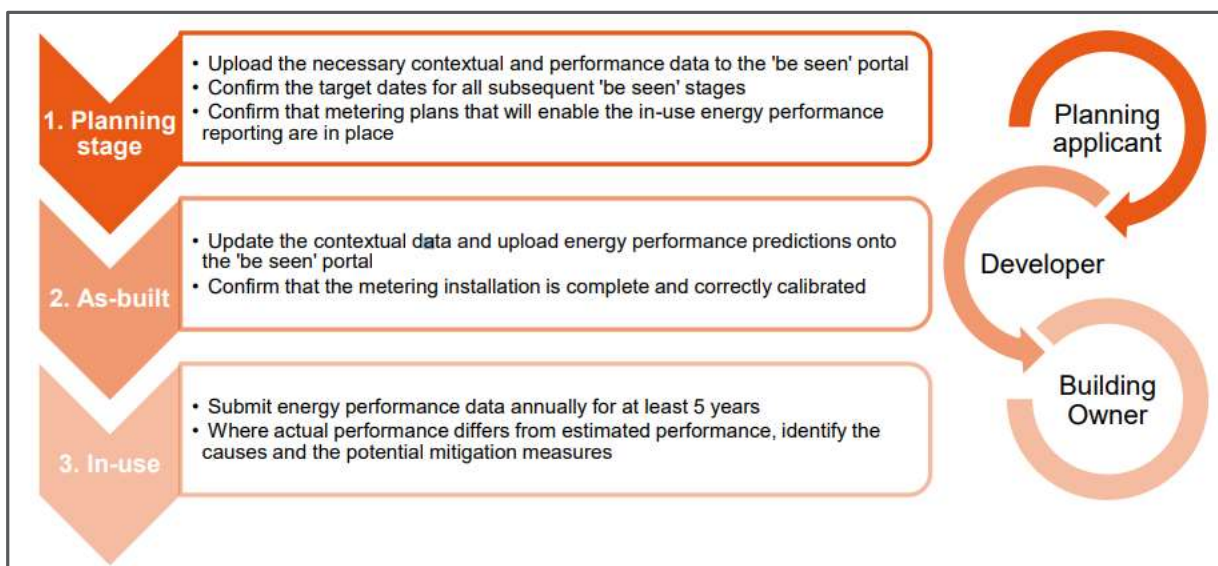 1. Planning
stage
• Upload the necessary contextual and performance data to the 'be seen' portal
• Confirm the target dates for all subsequent 'be seen' stages
• Confirm that metering plans that will enable the in-use energy performance
reporting are in place
Planning
applicant
2. As-built
• Update the contextual data and upload energy performance predictions onto
the 'be seen' portal
• Confirm that the metering installation is complete and correctly calibrated
Developer
3. In-use
• Submit energy performance data annually for at least 5 years
• Where actual performance differs from estimated performance, identify the
causes and the potential mitigation measures
Building
Owner